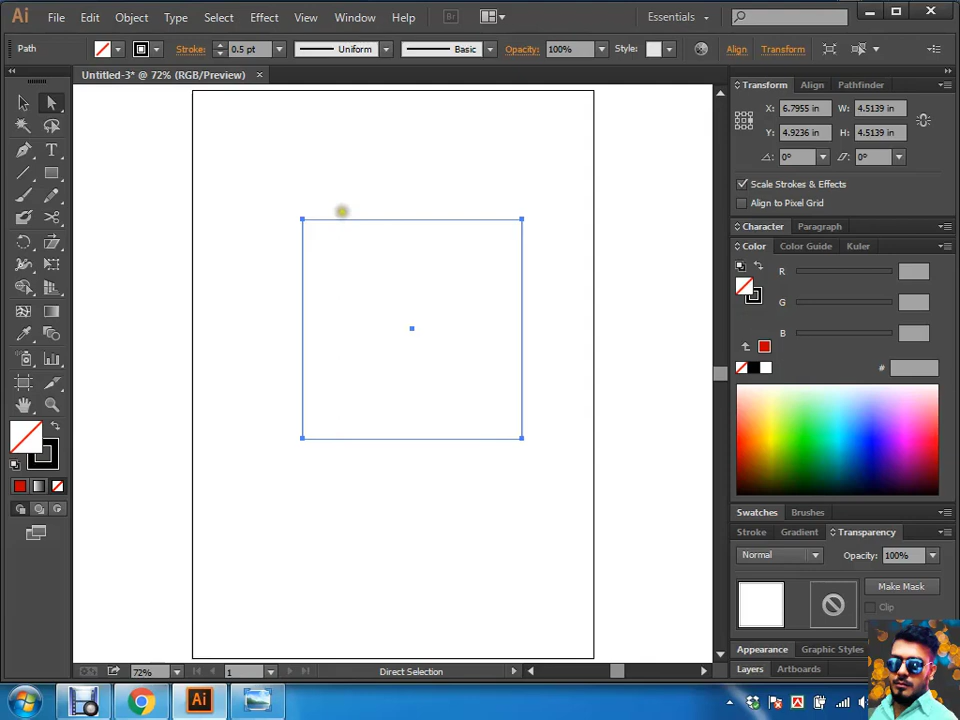 Ai File Edit Object Type Select Effect View Window Help Br Essentials
Path Stroke: 0.5 pt Uniform Basic Opacity: 100% Style: Align Transform
Untitled-3* @ 72% (RGB/Preview) ×
Transform Align Pathfinder
X: 6.7955 in W: 4.5139 in
Y: 4.9236 in H: 4.5139 in
0° 0°
Scale Strokes & Effects
Align to Pixel Grid
Character Paragraph
Color Color Guide Kuler
R
G
B
#
Swatches Brushes
Stroke Gradient Transparency
Normal Opacity: 100%
Make Mask
Clip
Appearance Graphic Styles
Layers Artboards
72% 1 Direct Selection
Ai